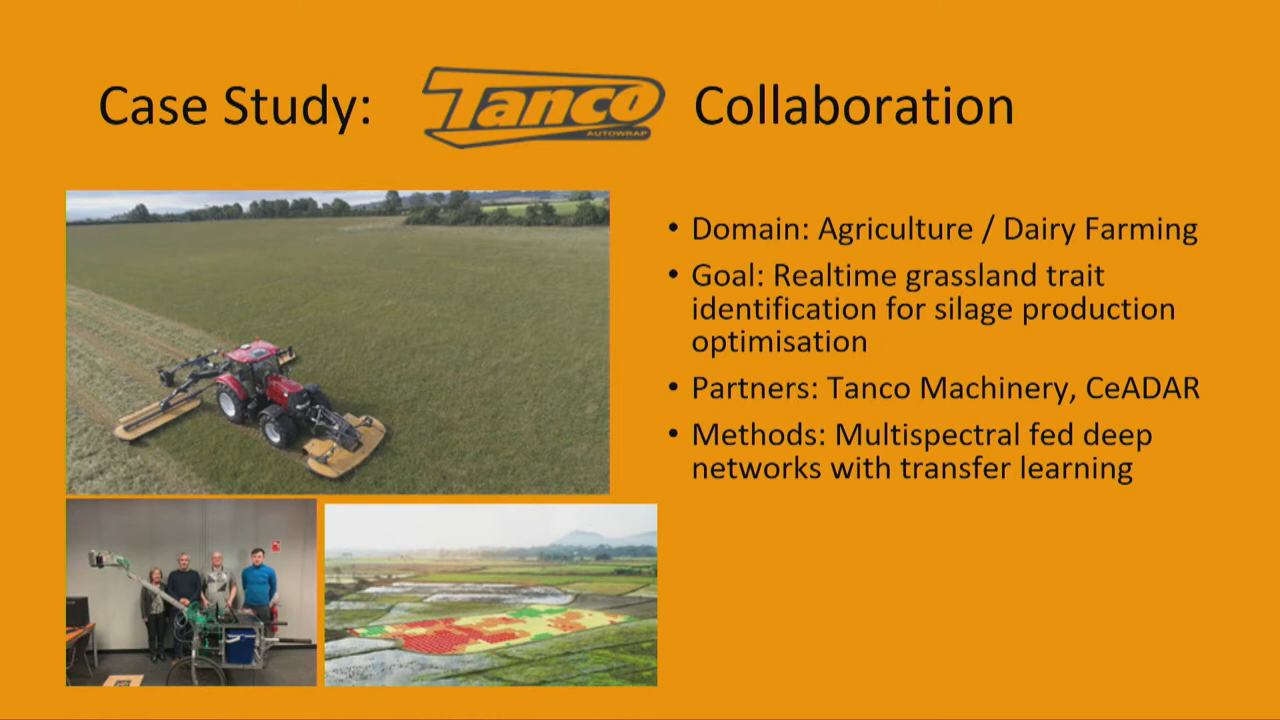 Case Study: Tanco Collaboration
AUTOWRAP
• Domain: Agriculture / Dairy Farming
• Goal: Realtime grassland trait
identification for silage production
optimisation
• Partners: Tanco Machinery, CeADAR
• Methods: Multispectral fed deep
networks with transfer learning